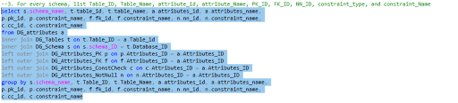 --3. For every schema, list Table_ID, Table_Name, attribute_id, attribute_Name, PK_ID, FK_ID, NN_ID, constraint_type, and constraint_Name
Select s.schema_name, t.table_id, t.table_name, a.attributes_id, a.attributes_name,
p.pk_id, p.constraint_name, f.fk_id, f.constraint_name, n.nn_id, n.constraint_name,
c.cc_id, c.constraint_name
from DG_attributes a
inner join DG_Tables t on t.Table_ID = a.Table_id
inner join DG_Schema s on s.schema_ID = t.Database_ID
left outer join DG_Attributes_PK p on p.Attributes_ID = a.Attributes_ID
left outer join DG_Attributes_FK f on f.Attributes_ID = a.Attributes_ID
left outer join DG_Attributes_ConstCheck c on c.Attributes_ID = a.Attributes_ID
left outer join DG_Attributes_NotNull n on n.Attributes_ID = a.Attributes_ID
group by s.schema_name, t.Table_ID, t.Table_Name, a.attributes_id, a.attributes_name,
p.pk_id, p.constraint_name, f.fk_id, f.constraint_name, n.nn_id, n.constraint_name,
c.cc_id, c.constraint_name